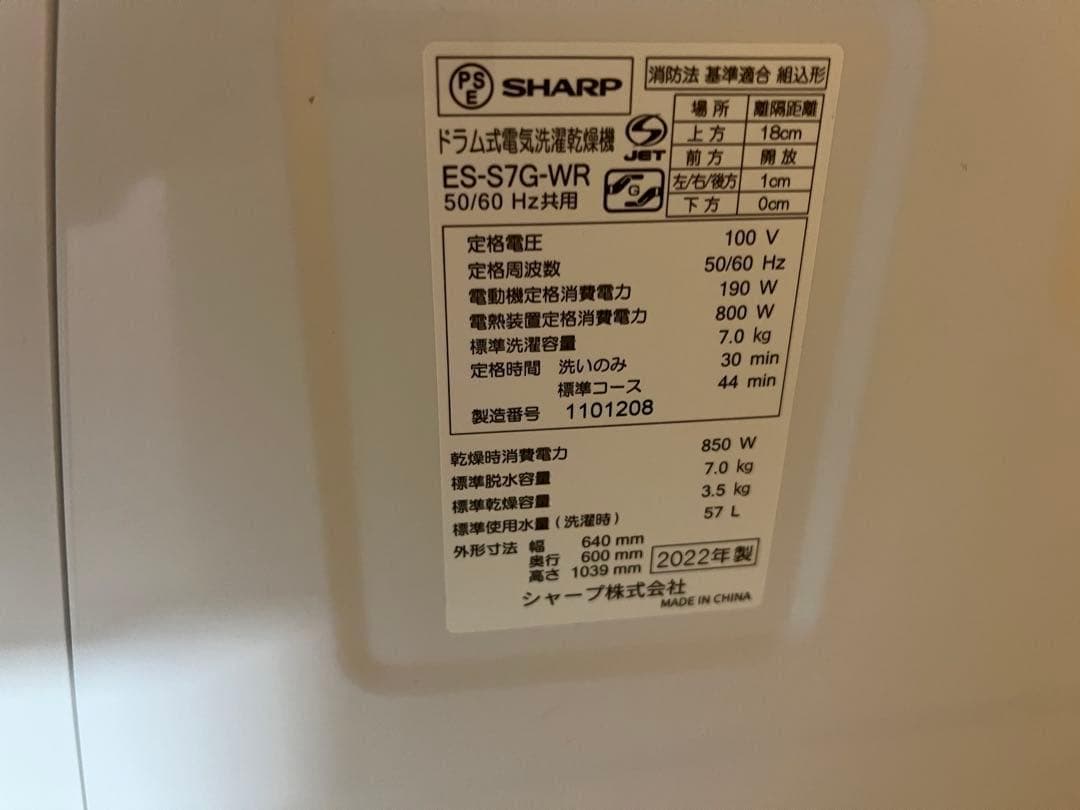 PSE SHARP
消防法 基準適合 組込形
場所 離隔距離
上方 18cm
前方 開放
左/右/後方 1cm
下方 0cm
ドラム式電気洗濯乾燥機
S JET
ES-S7G-WR
G
50/60 Hz共用
定格電圧 100 V
定格周波数 50/60 Hz
電動機定格消費電力 190 W
電熱装置定格消費電力 800 W
標準洗濯容量 7.0 kg
定格時間 洗いのみ 30 min
標準コース 44 min
製造番号 1101208
乾燥時消費電力 850 W
標準脱水容量 7.0 kg
標準乾燥容量 3.5 kg
標準使用水量(洗濯時) 57 L
外形寸法 幅 640 mm
奥行 600 mm
高さ 1039 mm
2022年製
シャープ株式会社
MADE IN CHINA